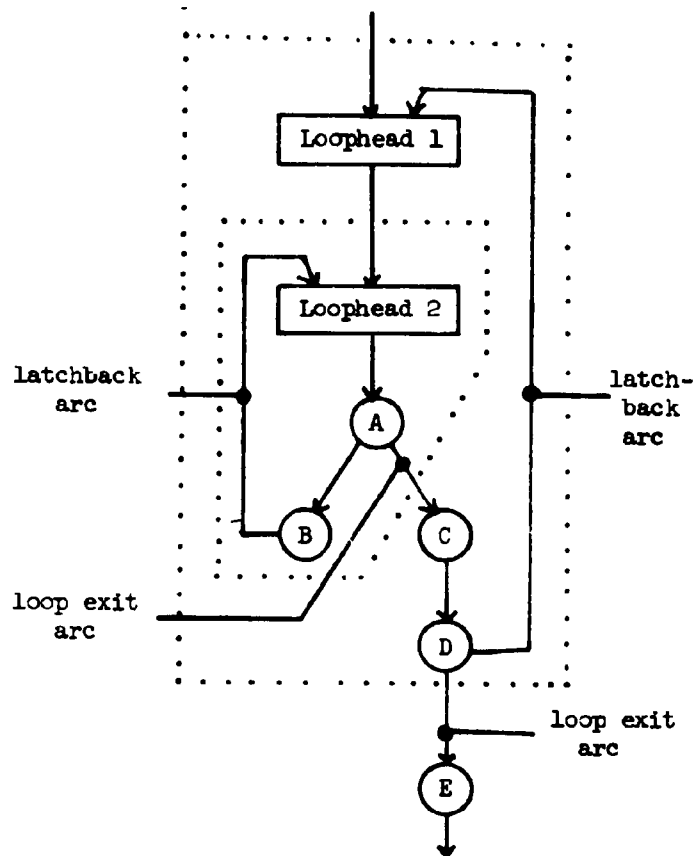 Loophead 1
Loophead 2
latchback
arc
latch-
back
arc
A
B
C
loop exit
arc
D
loop exit
arc
E